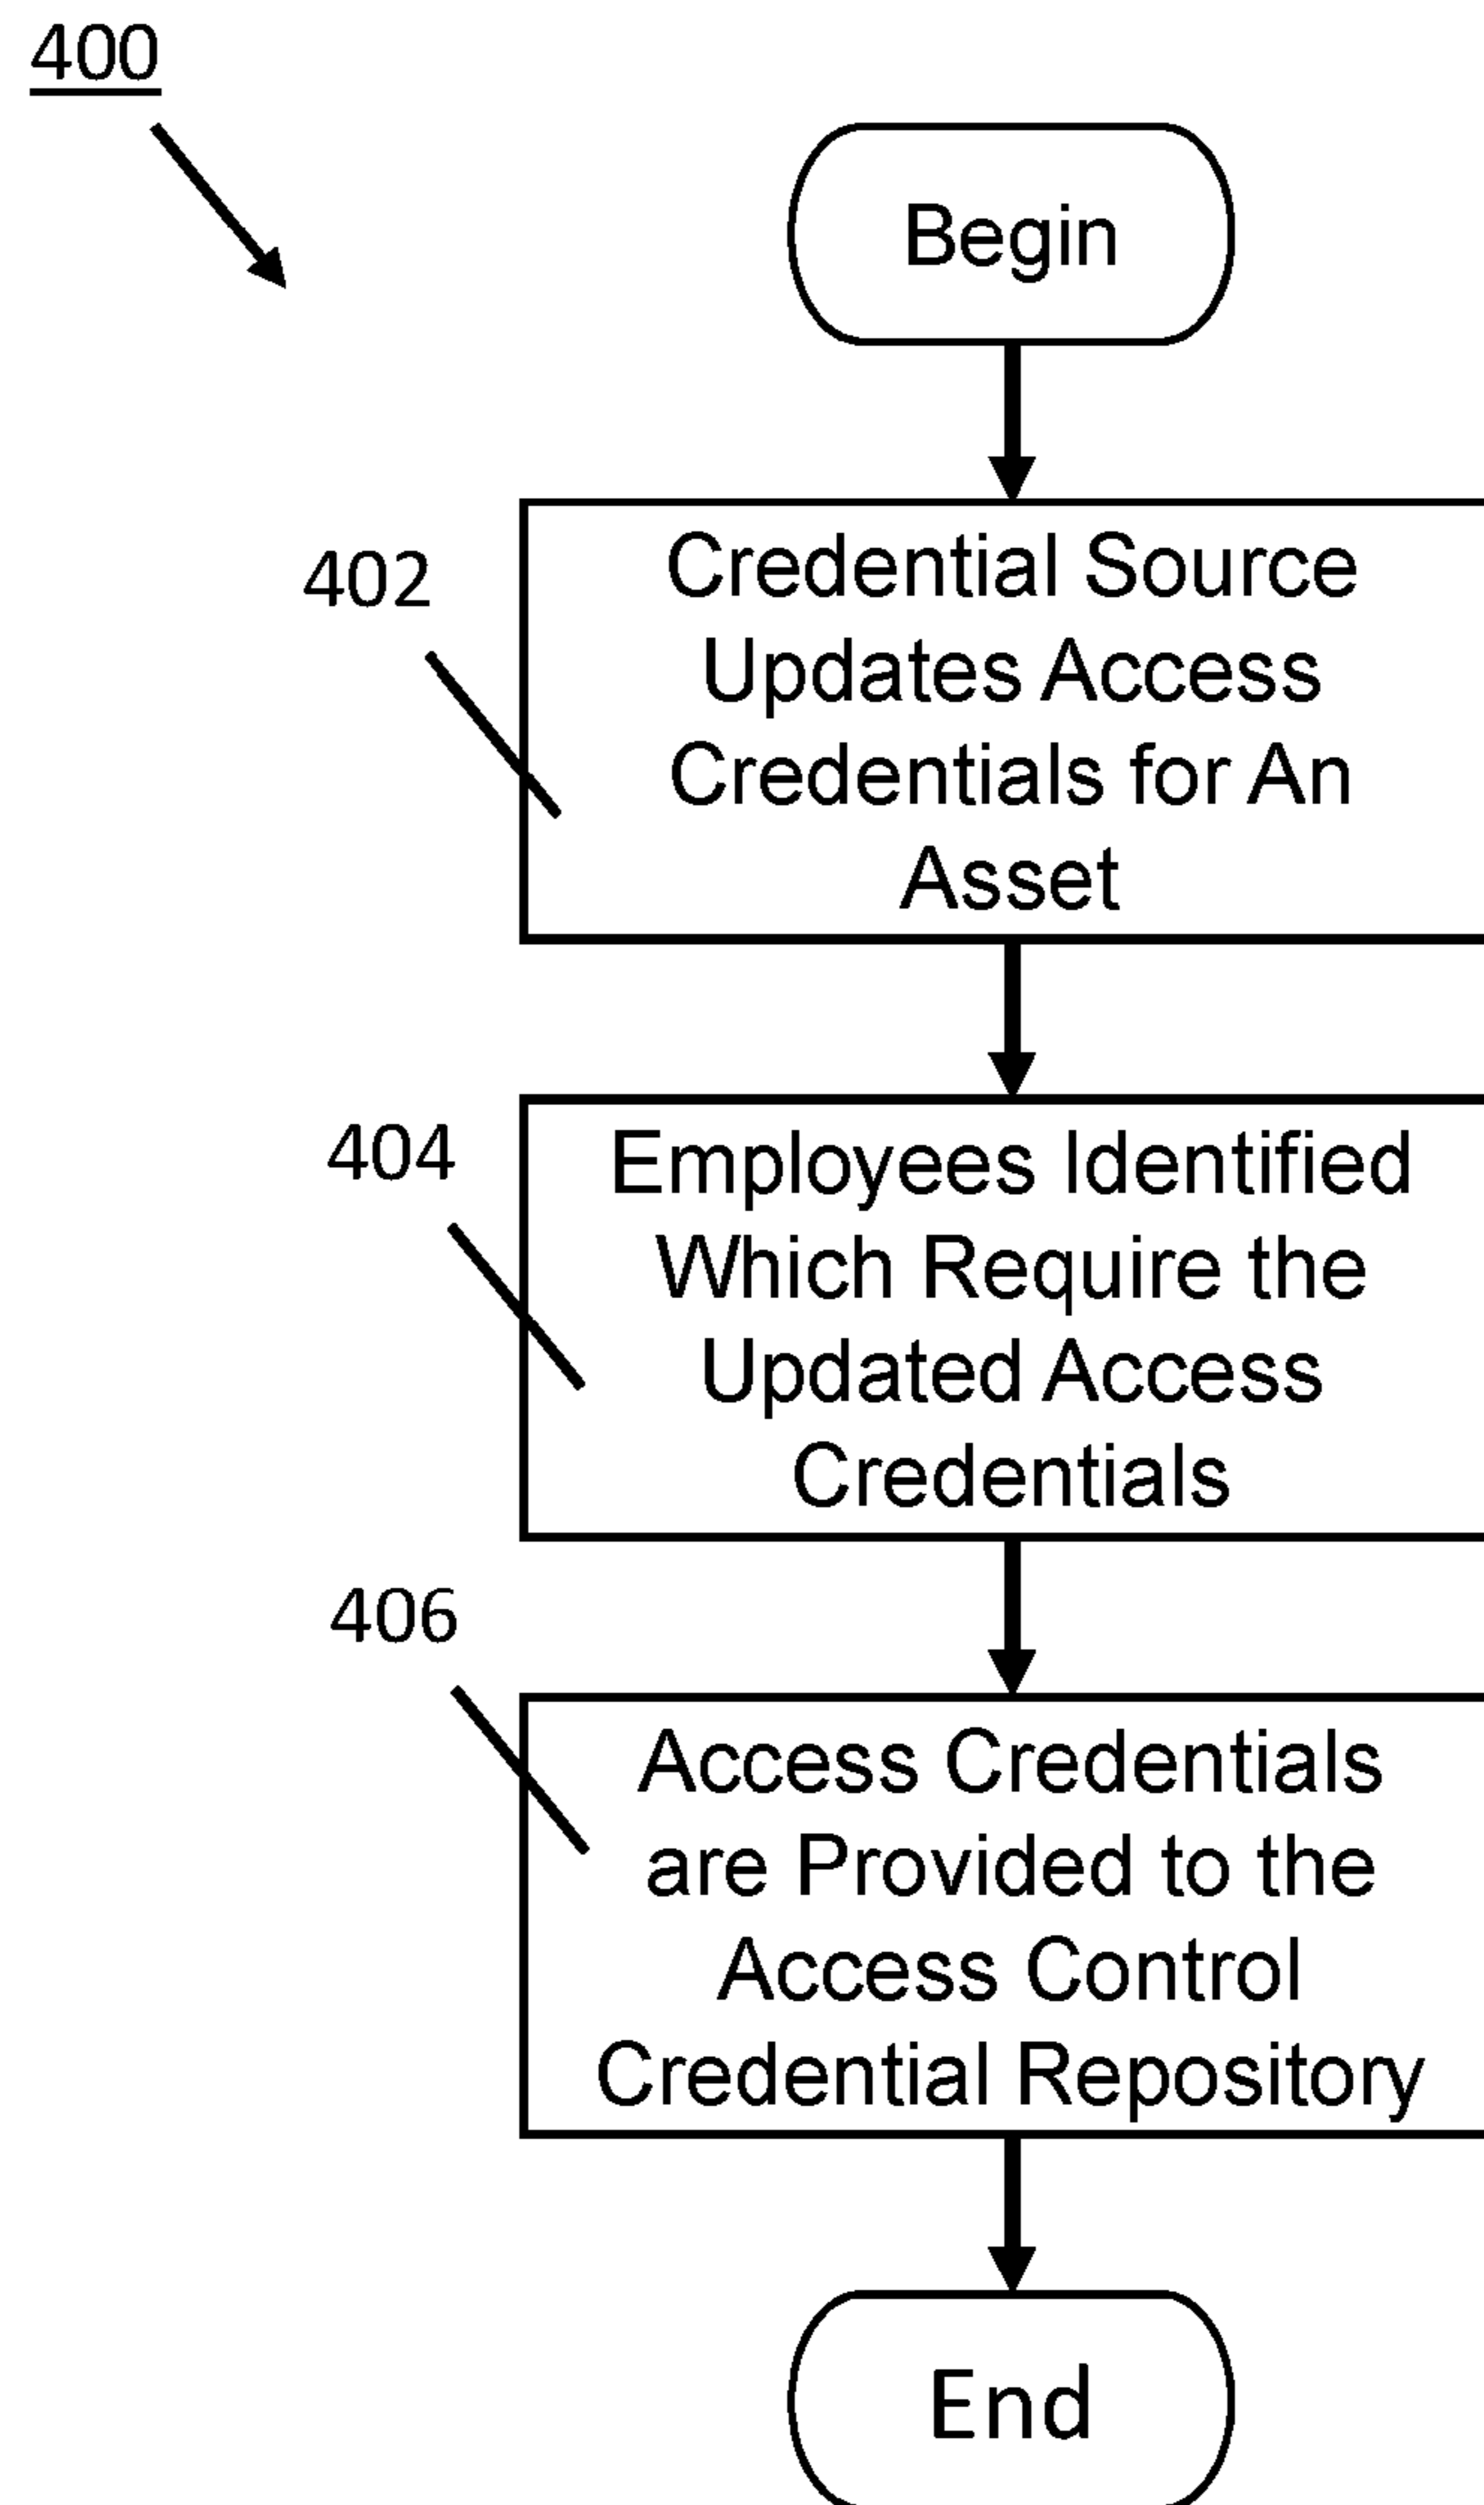 400
Begin
402
Credential Source
Updates Access
Credentials for An
Asset
404
Employees Identified
Which Require the
Updated Access
Credentials
406
Access Credentials
are Provided to the
Access Control
Credential Repository
End